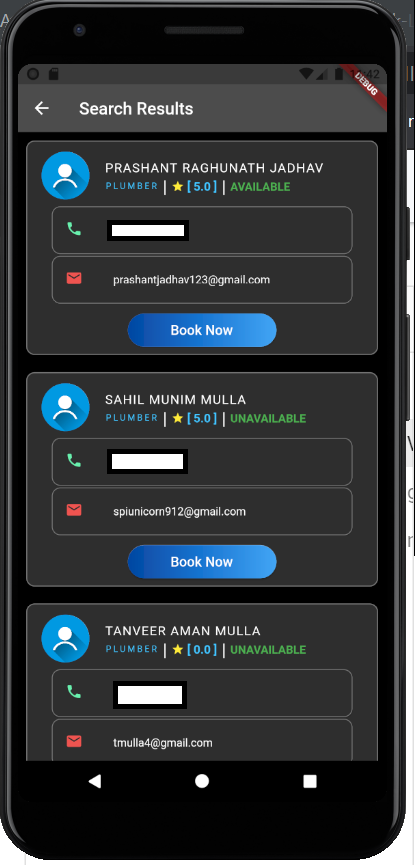 42
DEBUG
Search Results
PRASHANT RAGHUNATH JADHAV
PLUMBER | [ 5.0 ] | AVAILABLE
prashantjadhav123@gmail.com
Book Now
SAHIL MUNIM MULLA
PLUMBER | [ 5.0 ] | UNAVAILABLE
spiunicorn912@gmail.com
Book Now
TANVEER AMAN MULLA
PLUMBER | [ 0.0 ] | UNAVAILABLE
tmulla4@gmail.com